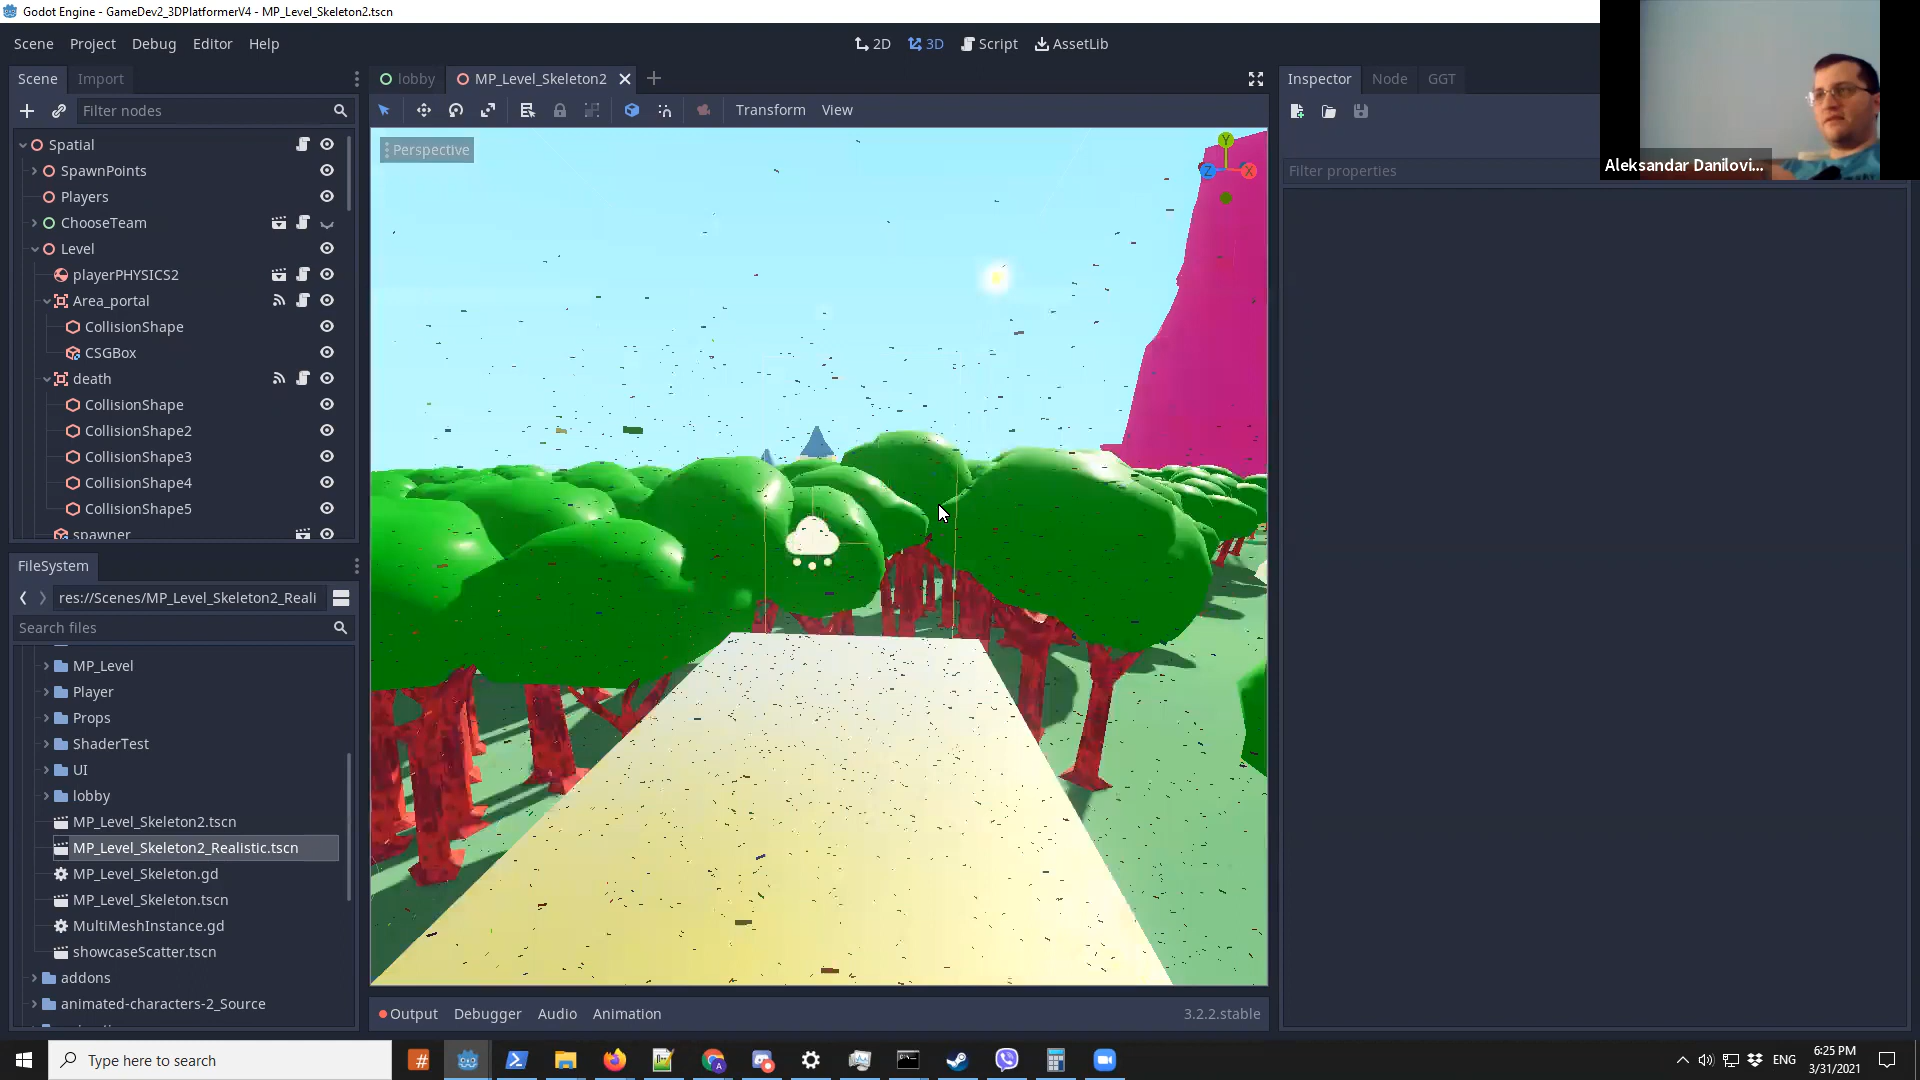 Godot Engine - GameDev2_3DPlatformerV4 - MP_Level_Skeleton2.tscn
Scene Project Debug Editor Help
2D 3D Script AssetLib
Scene Import
lobby MP_Level_Skeleton2
Inspector Node GGT
Filter nodes
Transform View
Perspective
Y
Z X
Aleksandar Danilovi...
Filter properties
Spatial
SpawnPoints
Players
ChooseTeam
Level
playerPHYSICS2
Area_portal
CollisionShape
CSGBox
death
CollisionShape
CollisionShape2
CollisionShape3
CollisionShape4
CollisionShape5
spawner
FileSystem
res://Scenes/MP_Level_Skeleton2_Reali
Search files
MP_Level
Player
Props
ShaderTest
UI
lobby
MP_Level_Skeleton2.tscn
MP_Level_Skeleton2_Realistic.tscn
MP_Level_Skeleton.gd
MP_Level_Skeleton.tscn
MultiMeshInstance.gd
showcaseScatter.tscn
addons
animated-characters-2_Source
Output Debugger Audio Animation
3.2.2.stable
Type here to search
ENG
6:25 PM
3/31/2021